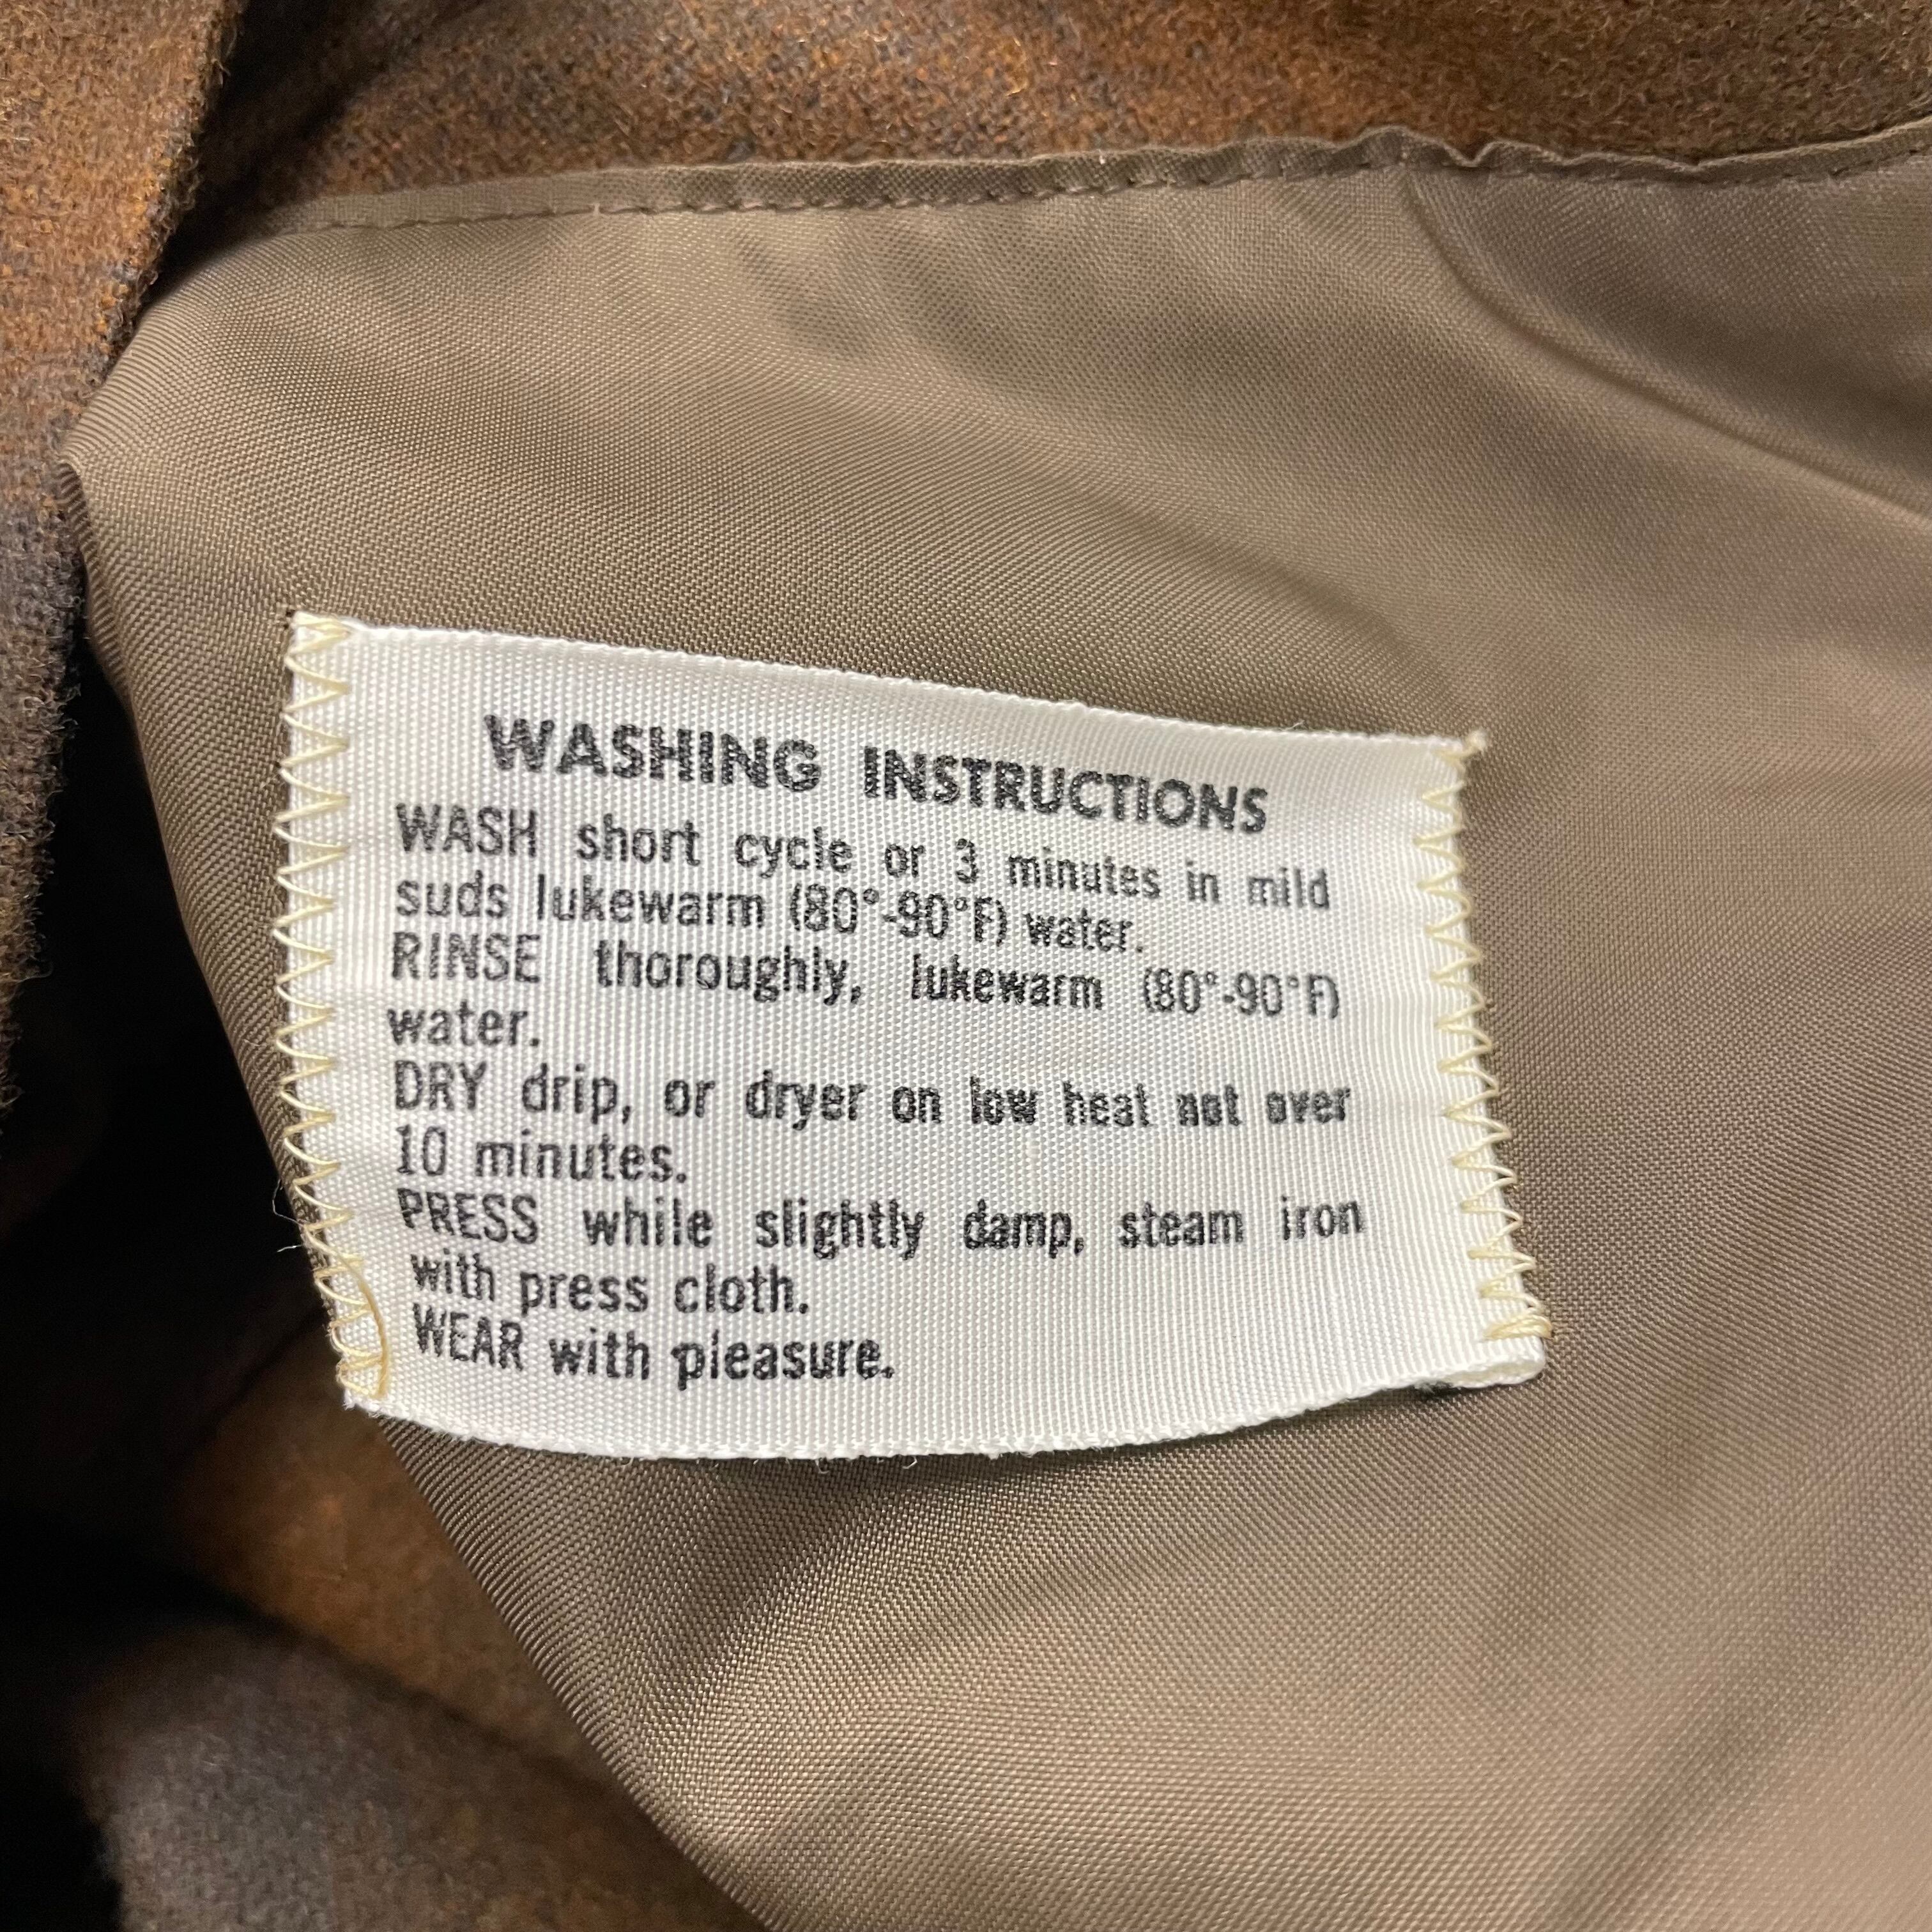 WASHING INSTRUCTIONS
WASH short cycle or 3 minutes in mild
suds lukewarm (80°-90°F) water.
RINSE thoroughly, lukewarm (80°-90°F)
water.
DRY drip, or dryer on low heat not over
10 minutes.
PRESS while slightly damp, steam iron
with press cloth.
WEAR with pleasure.